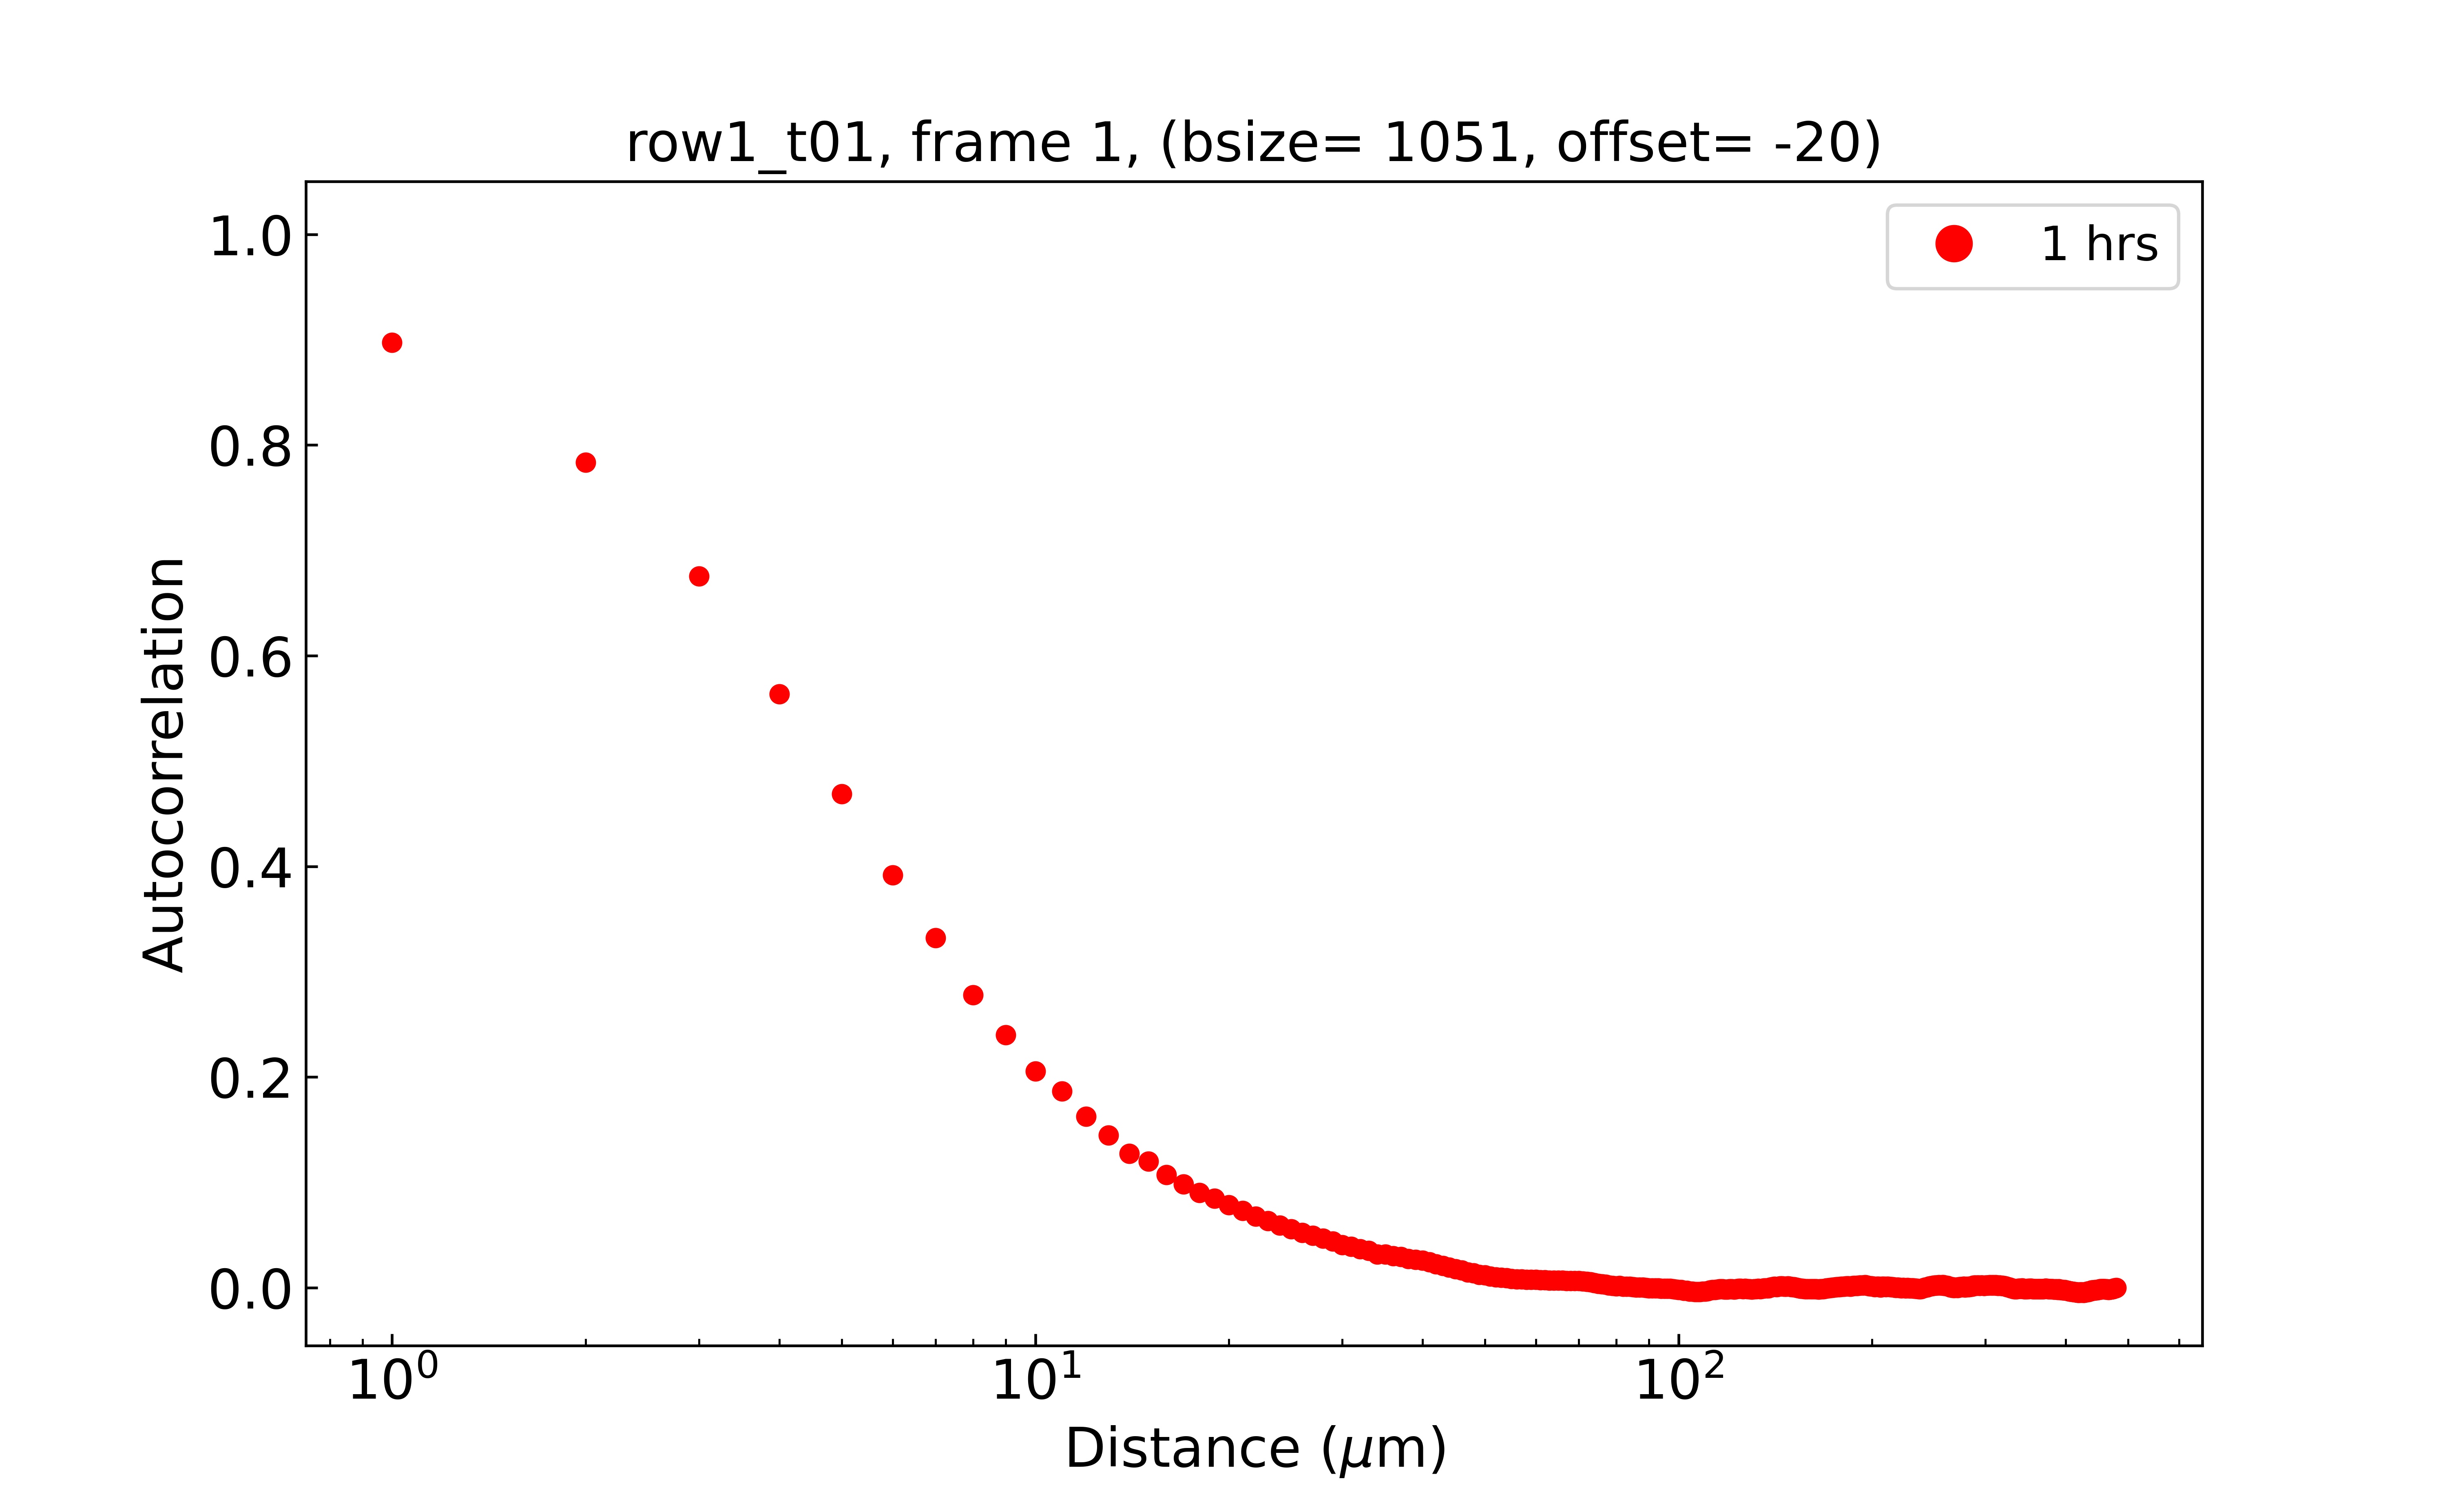 row1_t01, frame 1, (bsize= 1051, offset= -20)
1 hrs
1.0
0.8
0.6
0.4
0.2
0.0
Autocorrelation
10⁰ 10¹ 10²
Distance (μm)